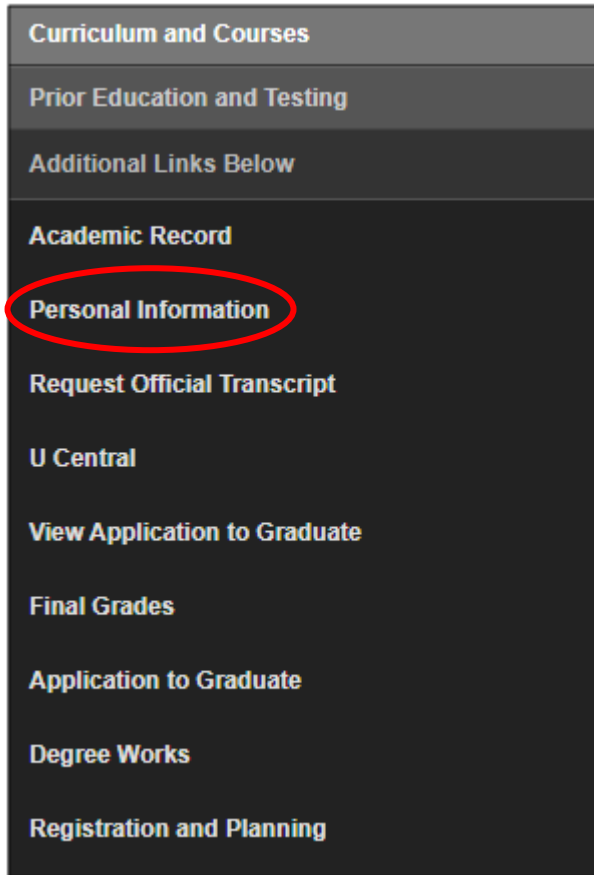 Curriculum and Courses
Prior Education and Testing
Additional Links Below
Academic Record
Personal Information
Request Official Transcript
U Central
View Application to Graduate
Final Grades
Application to Graduate
Degree Works
Registration and Planning